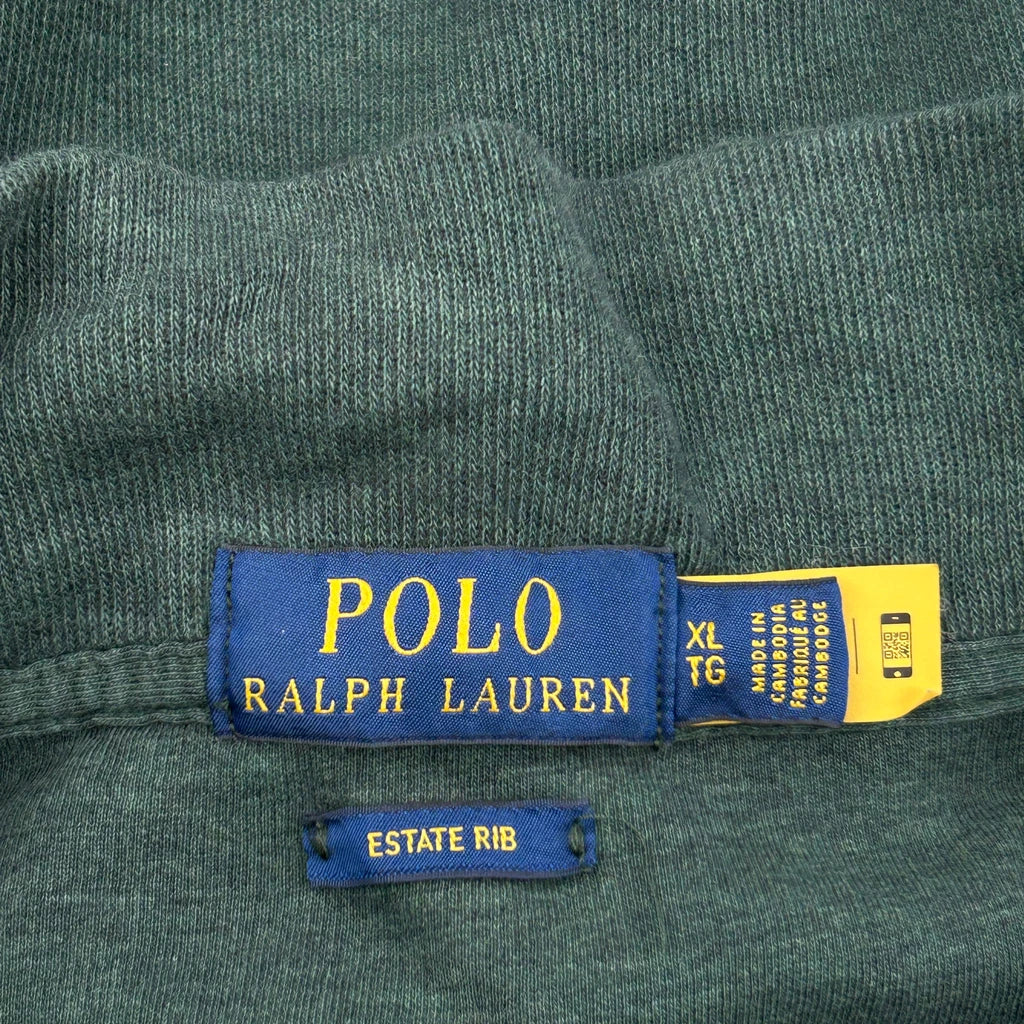 POLO
RALPH LAUREN
XL
TG
MADE IN
CAMBODIA
FABRIQUÉ AU
CAMBODGE
ESTATE RIB